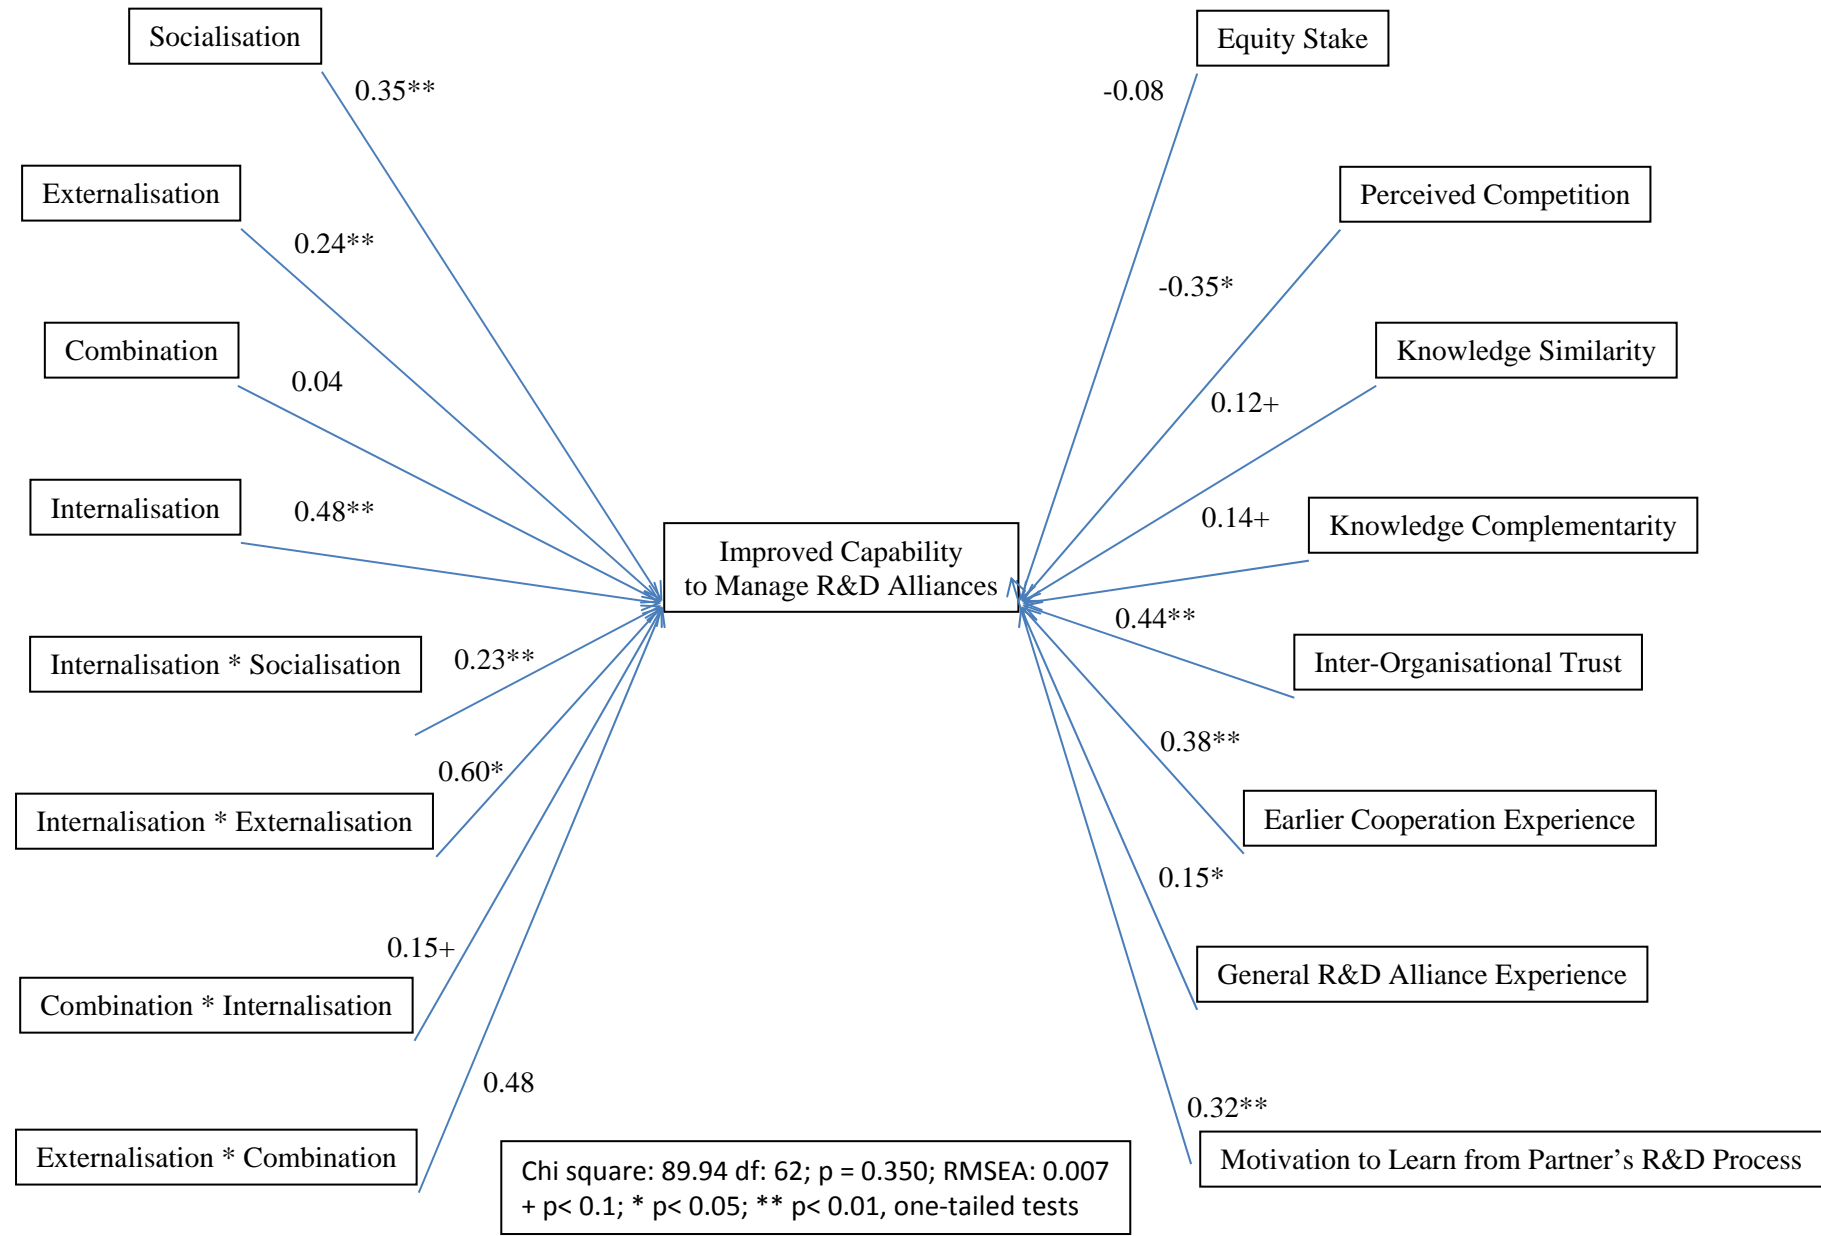 Socialisation
0.35**
Externalisation
0.24**
Combination
0.04
Internalisation
0.48**
Internalisation * Socialisation
0.23**
Internalisation * Externalisation
0.60*
Combination * Internalisation
0.15+
Externalisation * Combination
0.48
Improved Capability
to Manage R&D Alliances
Equity Stake
-0.08
Perceived Competition
-0.35*
Knowledge Similarity
0.12+
Knowledge Complementarity
0.14+
Inter-Organisational Trust
0.44**
Earlier Cooperation Experience
0.38**
General R&D Alliance Experience
0.15*
Motivation to Learn from Partner’s R&D Process
0.32**
Chi square: 89.94 df: 62; p = 0.350; RMSEA: 0.007
+ p< 0.1; * p< 0.05; ** p< 0.01, one-tailed tests